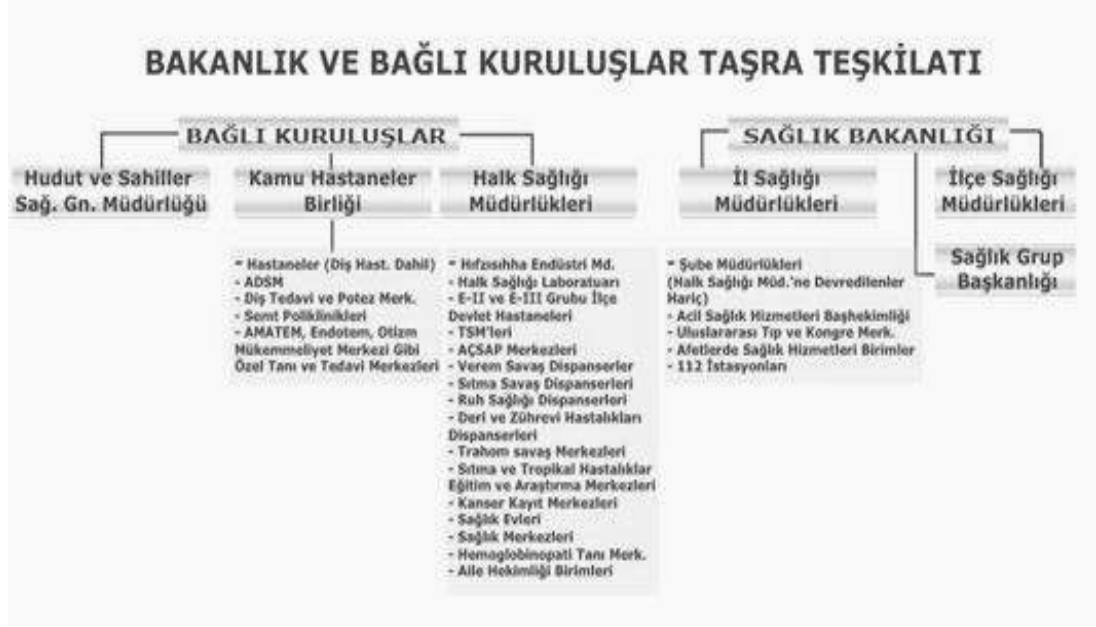 BAKANLIK VE BAĞLI KURULUŞLAR TAŞRA TEŞKİLATI
BAĞLI KURULUŞLAR
Hudut ve Sahiller
Sağ. Gn. Müdürlüğü
Kamu Hastaneler
Birliği
- Hastaneler (Diş Hast. Dahil)
- ADSM
- Diş Tedavi ve Potez Merk.
- Semt Poliklinikleri
- AMATEM, Endotem, Otizm
Mükemmeliyet Merkezi Gibi
Özel Tanı ve Tedavi Merkezleri
Halk Sağlığı
Müdürlükleri
- Hıfzısıhha Endüstri Md.
- Halk Sağlığı Laboratuarı
- E-II ve E-III Grubu İlçe
Devlet Hastaneleri
- TSM'leri
- AÇSAP Merkezleri
- Verem Savaş Dispanserler
- Sıtma Savaş Dispanserleri
- Ruh Sağlığı Dispanserleri
- Deri ve Zührevi Hastalıkları
Dispanserleri
- Trahom savaş Merkezleri
- Sıtma ve Tropikal Hastalıklar
Eğitim ve Araştırma Merkezleri
- Kanser Kayıt Merkezleri
- Sağlık Evleri
- Sağlık Merkezleri
- Hemoglobinopati Tanı Merk.
- Aile Hekimliği Birimleri
SAĞLIK BAKANLIĞI
İl Sağlığı
Müdürlükleri
- Şube Müdürlükleri
(Halk Sağlığı Müd.'ne Devredilenler
Hariç)
- Acil Sağlık Hizmetleri Başhekimliği
- Uluslararası Tıp ve Kongre Merk.
- Afetlerde Sağlık Hizmetleri Birimler
- 112 İstasyonları
İlçe Sağlığı
Müdürlükleri
Sağlık Grup
Başkanlığı